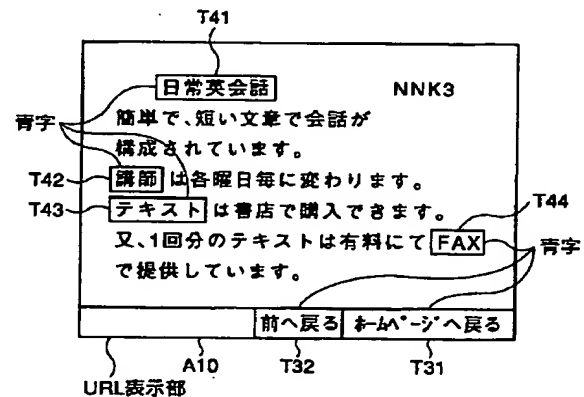 T41
日常英会話 NNK3
青字 簡単で、短い文章で会話が
構成されています。
T42 講師 は各曜日毎に変わります。
T43 テキスト は書店で購入できます。 T44
又、1回分のテキストは有料にて FAX 青字
で提供しています。
前へ戻る ホームページへ戻る
A10 T32 T31
URL表示部